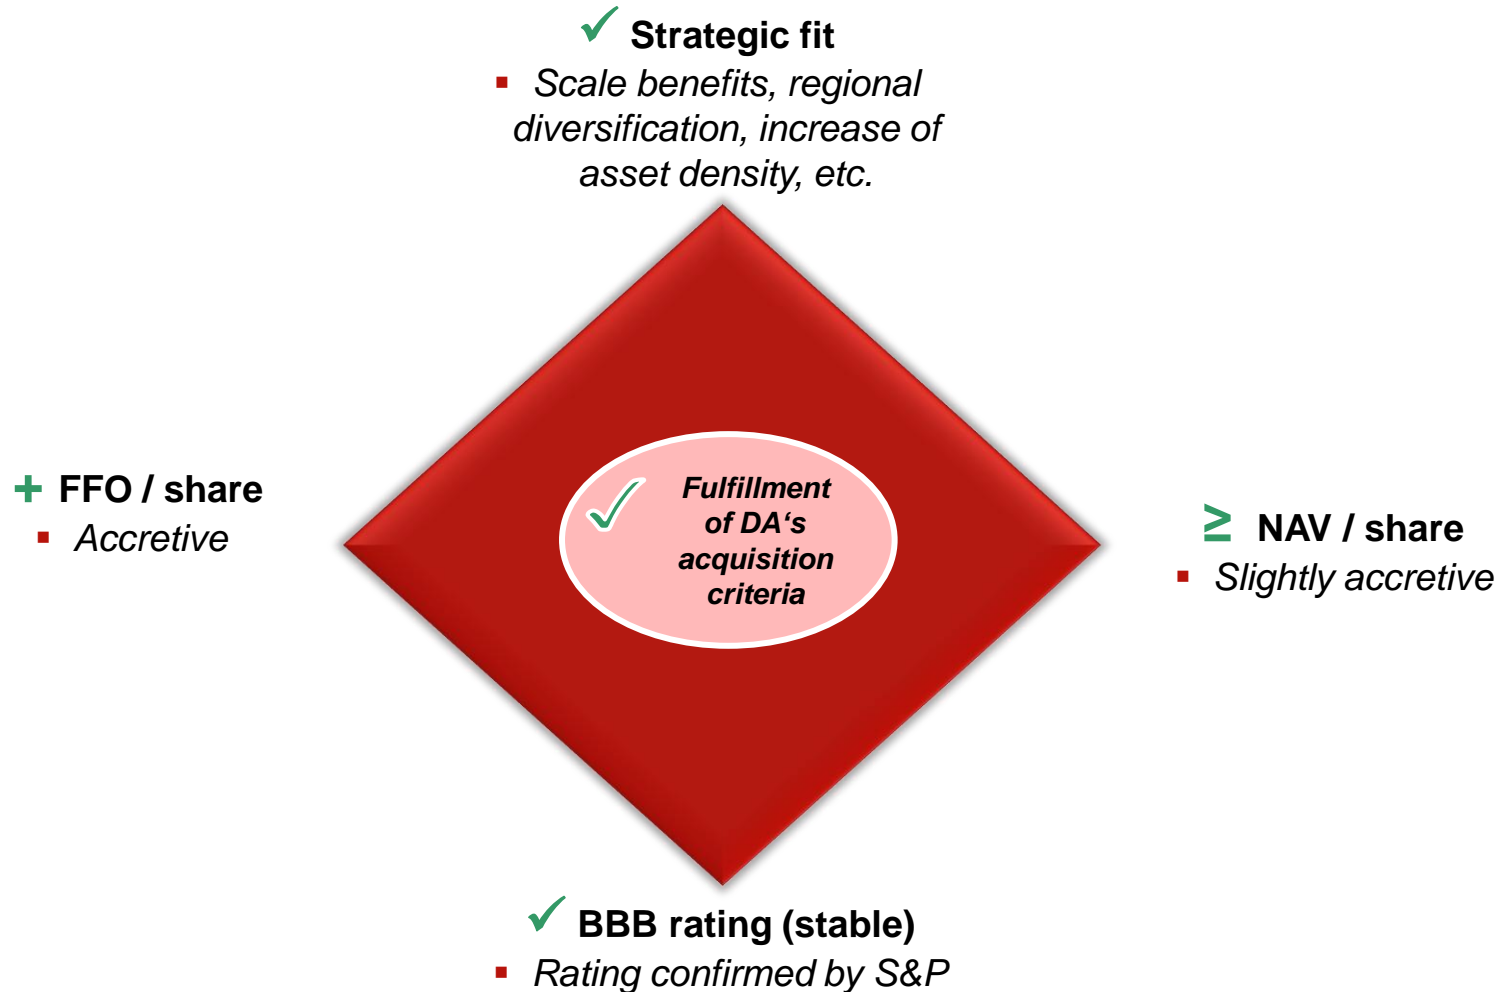 ✓ Strategic fit
▪ Scale benefits, regional
diversification, increase of
asset density, etc.
+ FFO / share
▪ Accretive
✓ Fulfillment
of DA‘s
acquisition
criteria
≥ NAV / share
▪ Slightly accretive
✓ BBB rating (stable)
▪ Rating confirmed by S&P